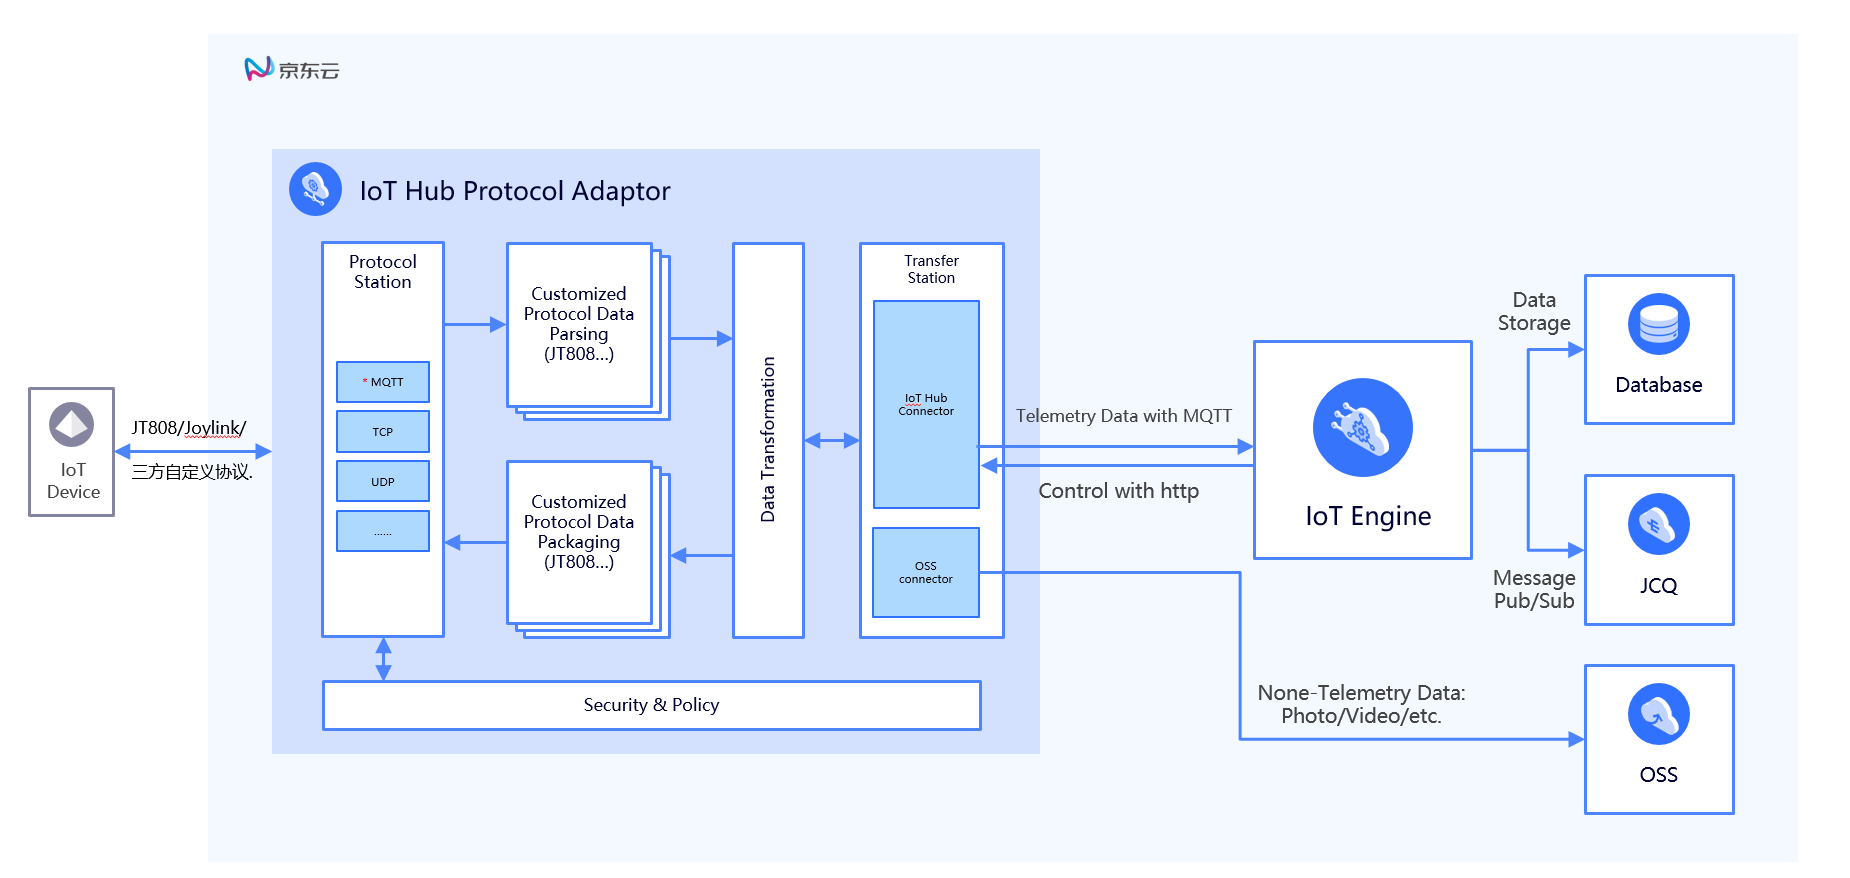 京东云
IoT Hub Protocol Adaptor
Protocol
Station
* MQTT
TCP
UDP
......
Customized
Protocol Data
Parsing
(JT808...)
Customized
Protocol Data
Packaging
(JT808...)
Data Transformation
Transfer
Station
IoT Hub
Connector
OSS
connector
Security & Policy
IoT
Device
JT808/Joylink/
三方自定义协议.
Telemetry Data with MQTT
Control with http
IoT Engine
Data
Storage
Database
Message
Pub/Sub
JCQ
None-Telemetry Data:
Photo/Video/etc.
OSS